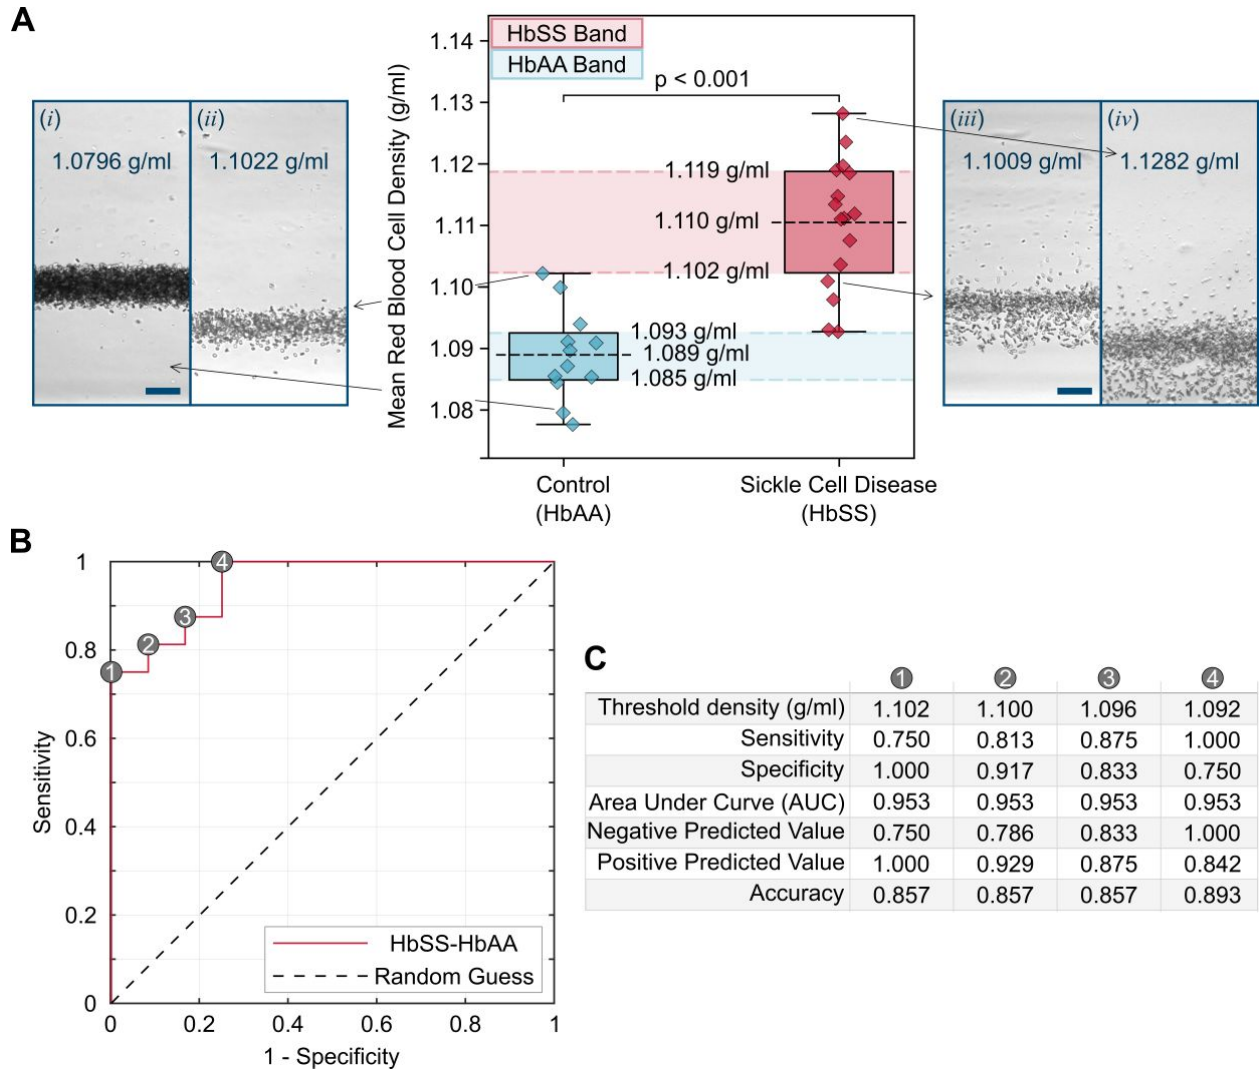 A
HbSS Band
HbAA Band
Mean Red Blood Cell Density (g/ml)
1.14
1.13
1.12
1.11
1.10
1.09
1.08
p < 0.001
(i)
1.0796 g/ml
(ii)
1.1022 g/ml
1.119 g/ml
1.110 g/ml
1.102 g/ml
1.093 g/ml
1.089 g/ml
1.085 g/ml
(iii)
1.1009 g/ml
(iv)
1.1282 g/ml
Control
(HbAA)
Sickle Cell Disease
(HbSS)
B
Sensitivity
1
0.8
0.6
0.4
0.2
0
1
2
3
4
HbSS-HbAA
Random Guess
0 0.2 0.4 0.6 0.8 1
1 - Specificity
C
1 2 3 4
Threshold density (g/ml) 1.102 1.100 1.096 1.092
Sensitivity 0.750 0.813 0.875 1.000
Specificity 1.000 0.917 0.833 0.750
Area Under Curve (AUC) 0.953 0.953 0.953 0.953
Negative Predicted Value 0.750 0.786 0.833 1.000
Positive Predicted Value 1.000 0.929 0.875 0.842
Accuracy 0.857 0.857 0.857 0.893